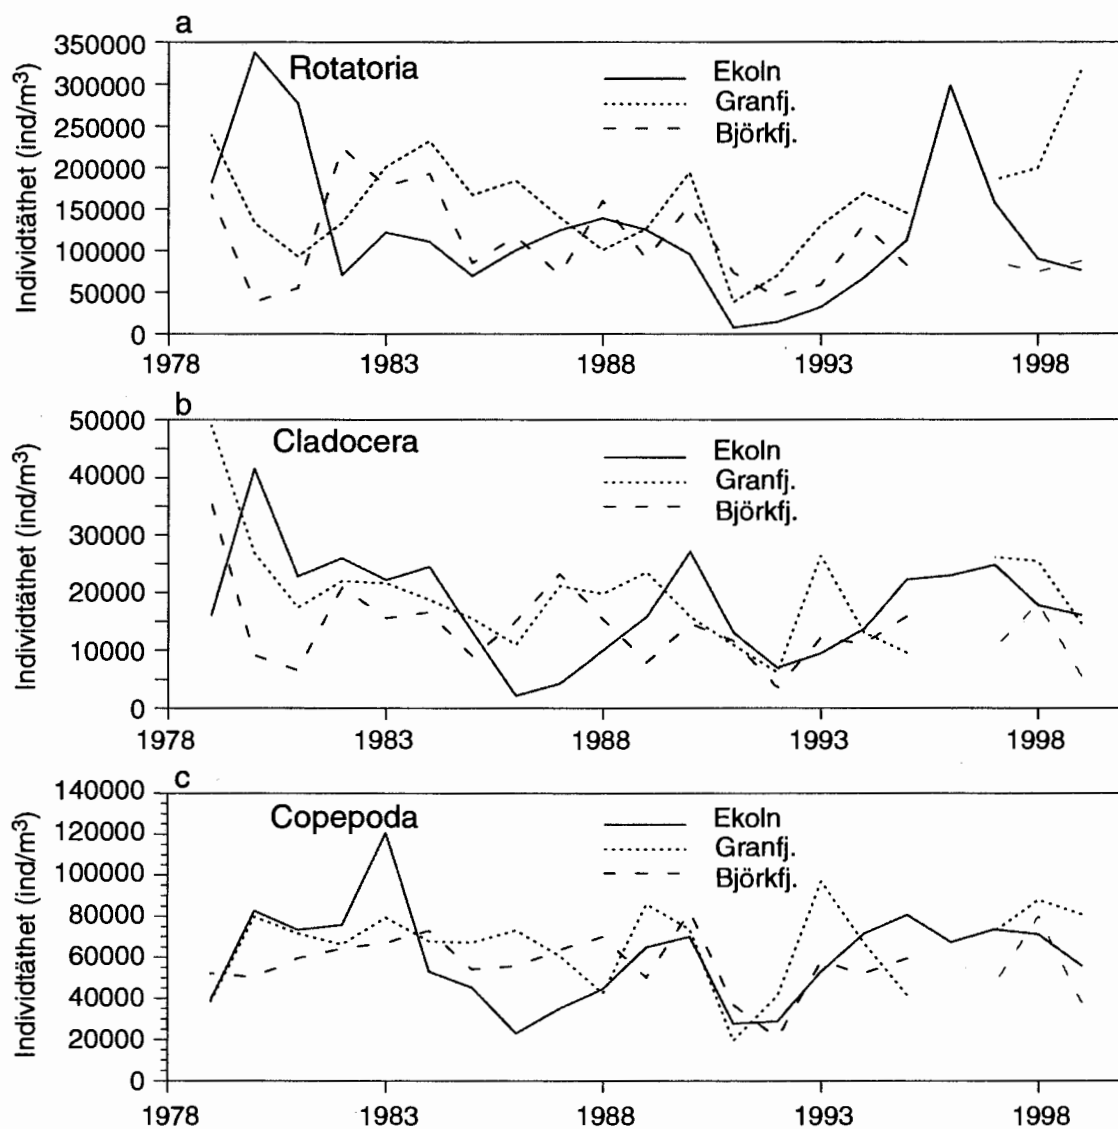 a
350000
300000
250000
200000
150000
100000
50000
0
Individtäthet (ind/m³)
Rotatoria
Ekoln
Granfj.
Björkfj.
1978 1983 1988 1993 1998
b
50000
40000
30000
20000
10000
0
Individtäthet (ind/m³)
Cladocera
Ekoln
Granfj.
Björkfj.
1978 1983 1988 1993 1998
c
140000
120000
100000
80000
60000
40000
20000
0
Individtäthet (ind/m³)
Copepoda
Ekoln
Granfj.
Björkfj.
1978 1983 1988 1993 1998